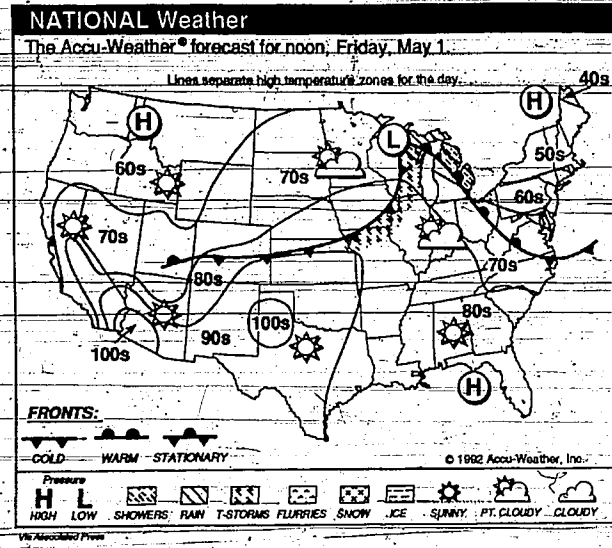 NATIONAL Weather
The Accu-Weather® forecast for noon, Friday, May 1.
Lines separate high temperature zones for the day.
40s
H
H
L
50s
60s
70s
60s
70s
80s
70s
80s
100s
90s
100s
H
FRONTS:
COLD WARM STATIONARY
© 1992 Accu-Weather, Inc.
Pressure
H L
HIGH LOW SHOWERS RAIN T-STORMS FLURRIES SNOW ICE SUNNY PT. CLOUDY CLOUDY
Via Associated Press